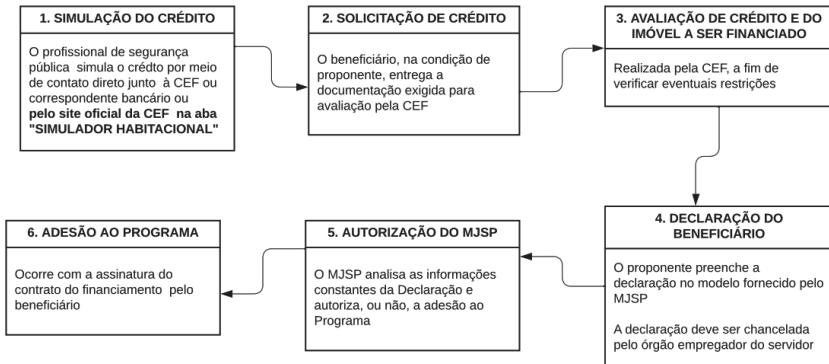 1. SIMULAÇÃO DO CRÉDITO
O profissional de segurança
pública simula o crédto por meio
de contato direto junto à CEF ou
correspondente bancário ou
pelo site oficial da CEF na aba
"SIMULADOR HABITACIONAL"
2. SOLICITAÇÃO DE CRÉDITO
O beneficiário, na condição de
proponente, entrega a
documentação exigida para
avaliação pela CEF
3. AVALIAÇÃO DE CRÉDITO E DO
IMÓVEL A SER FINANCIADO
Realizada pela CEF, a fim de
verificar eventuais restrições
4. DECLARAÇÃO DO
BENEFICIÁRIO
O proponente preenche a
declaração no modelo fornecido pelo
MJSP
A declaração deve ser chancelada
pelo órgão empregador do servidor
5. AUTORIZAÇÃO DO MJSP
O MJSP analisa as informações
constantes da Declaração e
autoriza, ou não, a adesão ao
Programa
6. ADESÃO AO PROGRAMA
Ocorre com a assinatura do
contrato do financiamento pelo
beneficiário